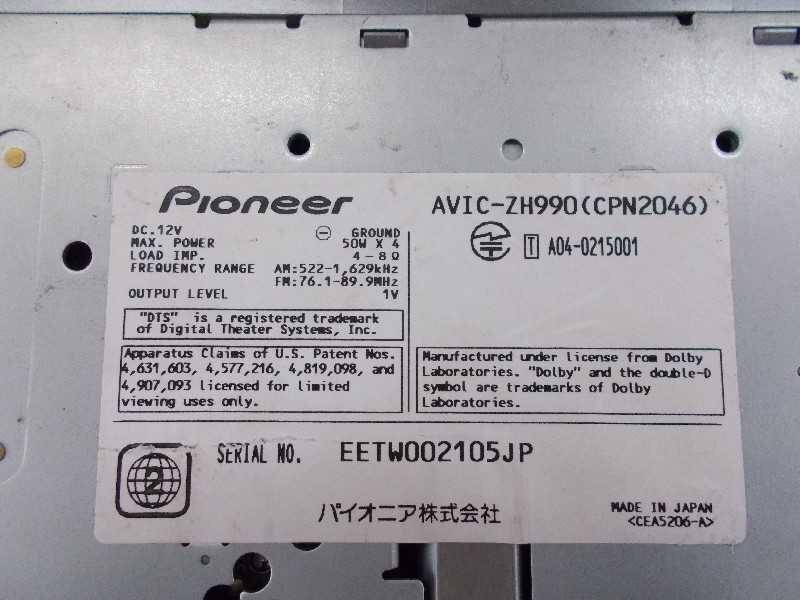 Pioneer
AVIC-ZH990(CPN2046)
DC.12V ⊖ GROUND
MAX. POWER 50W X 4
LOAD IMP. 4-8Ω
FREQUENCY RANGE AM:522-1,629kHz
FM:76.1-89.9MHz
OUTPUT LEVEL 1V
T A04-0215001
"DTS" is a registered trademark
of Digital Theater Systems, Inc.
Apparatus Claims of U.S. Patent Nos.
4,631,603, 4,577,216, 4,819,098, and
4,907,093 licensed for limited
viewing uses only.
Manufactured under license from Dolby
Laboratories. "Dolby" and the double-D
symbol are trademarks of Dolby
Laboratories.
2
SERIAL NO. EETW002105JP
パイオニア株式会社
MADE IN JAPAN
<CEA5206-A>